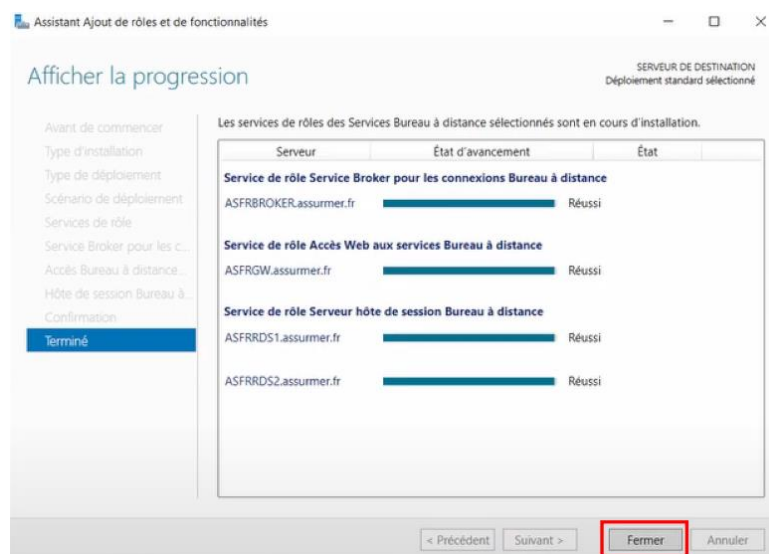 Assistant Ajout de rôles et de fonctionnalités
Afficher la progression
SERVEUR DE DESTINATION
Déploiement standard sélectionné
Avant de commencer
Type d'installation
Type de déploiement
Scénario de déploiement
Services de rôle
Service Broker pour les c...
Accès Bureau à distance...
Hôte de session Bureau à...
Confirmation
Terminé
Les services de rôles des Services Bureau à distance sélectionnés sont en cours d'installation.
Serveur État d'avancement État
Service de rôle Service Broker pour les connexions Bureau à distance
ASFRBROKER.assurmer.fr Réussi
Service de rôle Accès Web aux services Bureau à distance
ASFRGW.assurmer.fr Réussi
Service de rôle Serveur hôte de session Bureau à distance
ASFRRDS1.assurmer.fr Réussi
ASFRRDS2.assurmer.fr Réussi
< Précédent Suivant > Fermer Annuler